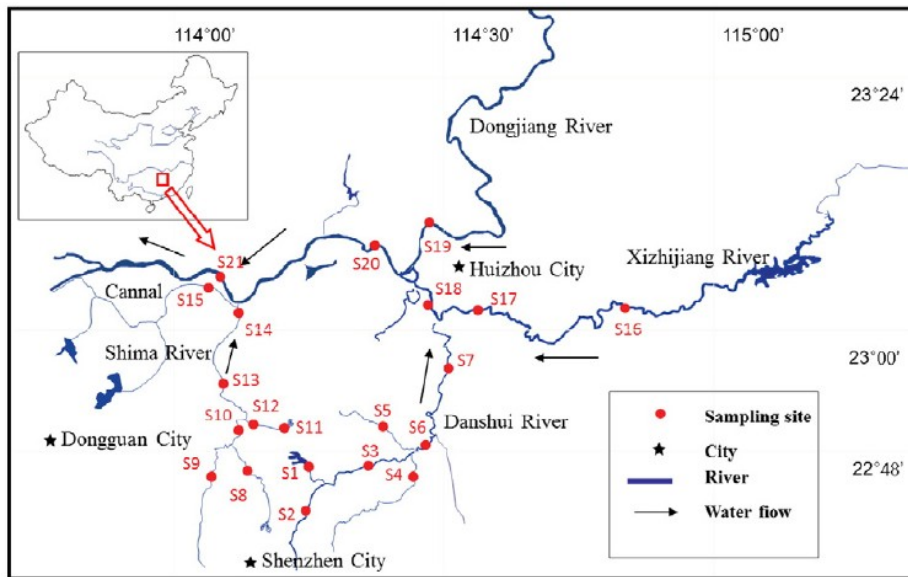 114°00'
114°30'
115°00'
23°24'
Dongjiang River
S19
Xizhijiang River
S21
S20
Huizhou City
Cannal
S15
S18
S17
S16
S14
Shima River
23°00'
S13
S7
S10
S12
S11
S5
S6
Danshui River
Dongguan City
S9
S8
S1
S3
S4
22°48'
S2
Shenzhen City
Sampling site
City
River
Water fiow